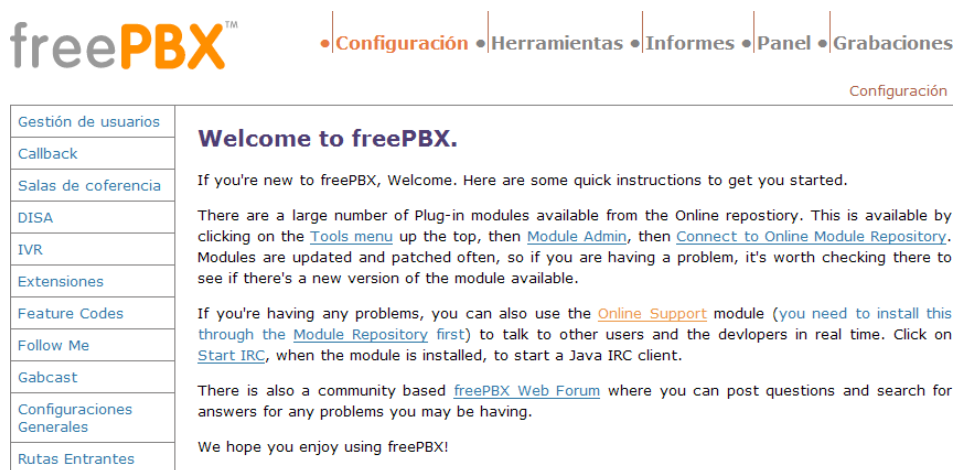 freePBX™
• Configuración • Herramientas • Informes • Panel • Grabaciones
Configuración
Gestión de usuarios
Callback
Salas de coferencia
DISA
IVR
Extensiones
Feature Codes
Follow Me
Gabcast
Configuraciones
Generales
Rutas Entrantes
Welcome to freePBX.
If you're new to freePBX, Welcome. Here are some quick instructions to get you started.
There are a large number of Plug-in modules available from the Online repostiory. This is available by
clicking on the Tools menu up the top, then Module Admin, then Connect to Online Module Repository.
Modules are updated and patched often, so if you are having a problem, it's worth checking there to
see if there's a new version of the module available.
If you're having any problems, you can also use the Online Support module (you need to install this
through the Module Repository first) to talk to other users and the devlopers in real time. Click on
Start IRC, when the module is installed, to start a Java IRC client.
There is also a community based freePBX Web Forum where you can post questions and search for
answers for any problems you may be having.
We hope you enjoy using freePBX!